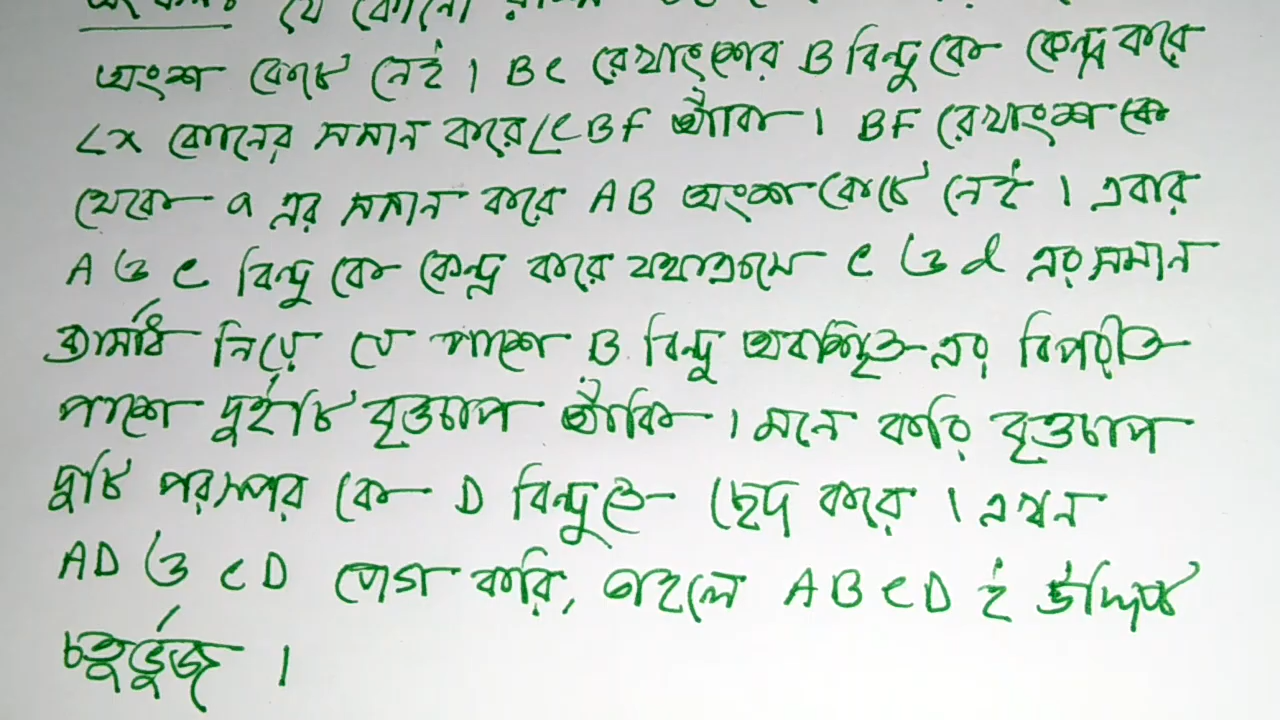 যে কোনো
অংশ কেটে নেই । BC রেখাংশের B বিন্দু কে কেন্দ্র করে
∠x কোনের সমান করে ∠CBF আঁকি । BF রেখাংশ কে
থেকে a এর সমান করে AB অংশ কেটে নেই । এবার
A ও C বিন্দু কে কেন্দ্র করে যথাক্রমে c ও d এর সমান
ব্যাসার্ধ নিয়ে যে পাশে B বিন্দু অবস্থিত এর বিপরীত
পাশে দুইটি বৃত্তচাপ আঁকি । মনে করি বৃত্তচাপ
দুটি পরস্পর কে D বিন্দুতে ছেদ করে । এখন
AD ও CD যোগ করি, তাহলে ABCD ই উদ্দিষ্ট
চতুর্ভুজ ।